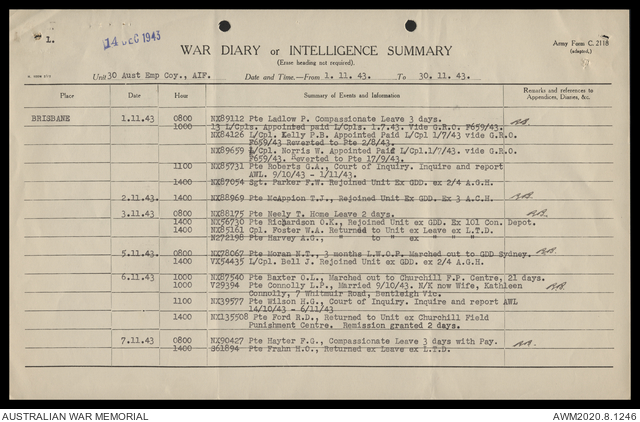 1.
14 DEC 1943
WAR DIARY or INTELLIGENCE SUMMARY
Army Form C. 2118
(adapted.)
(Erase heading not required).
Unit 30 Aust Emp Coy., AIF. Date and Time.—From 1. 11. 43. To 30. 11. 43.
Place Date Hour Summary of Events and Information Remarks and references to
Appendices, Diaries, &c.
BRISBANE 1.11.43 0800 NX89112 Pte Ladlow P. Compassionate Leave 3 days.
1000 13 L/Cpls. Appointed paid L/Cpls. 1.7.43. Vide G.R.O. F659/43.
NX84126 L/Cpl. Kelly P.B. Appointed Paid L/Cpl 1/7/43 vide G.R.O.
F659/43 Reverted to Pte 2/8/43.
NX89659 L/Cpl. Norris W. Appointed Paid L/Cpl.1/7/43. vide G.R.O.
F659/43. Reverted to Pte 17/9/43.
1100 NX85731 Pte Roberts G.A., Court of Inquiry. Inquire and report
AWL. 9/10/43 - 1/11/43.
1400 NX87054 Sgt. Parker F.W. Rejoined Unit Ex GDD. ex 2/4 A.G.H.
2.11.43 1400 NX88969 Pte McAppion T.J., Rejoined Unit Ex GDD. Ex 3 A.C.H.
3.11.43 0800 NX88175 Pte Neely T. Home Leave 2 days.
1400 NX56730 Pte Richardson O.K., Rejoined Unit ex GDD. Ex 101 Con. Depot.
1400 NX85161 Cpl. Foster W.A. Returned to Unit ex Leave ex L.T.D.
N272198 Pte Harvey A.G., " to " ex "
5.11.43 0800 NX78067 Pte Moran N.T., 3 months L.W.O.P. Marched out to GDD Sydney.
1400 VX54435 L/Cpl. Bell J. Rejoined Unit ex GDD. ex 2/4 A.G.H.
6.11.43 1000 NX87540 Pte Baxter O.L., Marched out to Churchill F.P. Centre, 21 days.
1000 V29394 Pte Connolly L.P., Married 9/10/43. N/K now Wife, Kathleen
Connolly, 7 Whitmuir Road, Bentleigh Vic.
1100 NX39577 Pte Wilson H.G., Court of Inquiry. Inquire and report AWL
14/10/43 - 6/11/43
1400 NX135508 Pte Ford R.D., Returned to Unit ex Churchill Field
Punishment Centre. Remission granted 2 days.
7.11.43 0800 NX90427 Pte Hayter F.G., Compassionate Leave 3 days with Pay.
1400 S61894 Pte Frahn H.O., Returned ex Leave ex L.T.D.
AUSTRALIAN WAR MEMORIAL AWM2020.8.1246